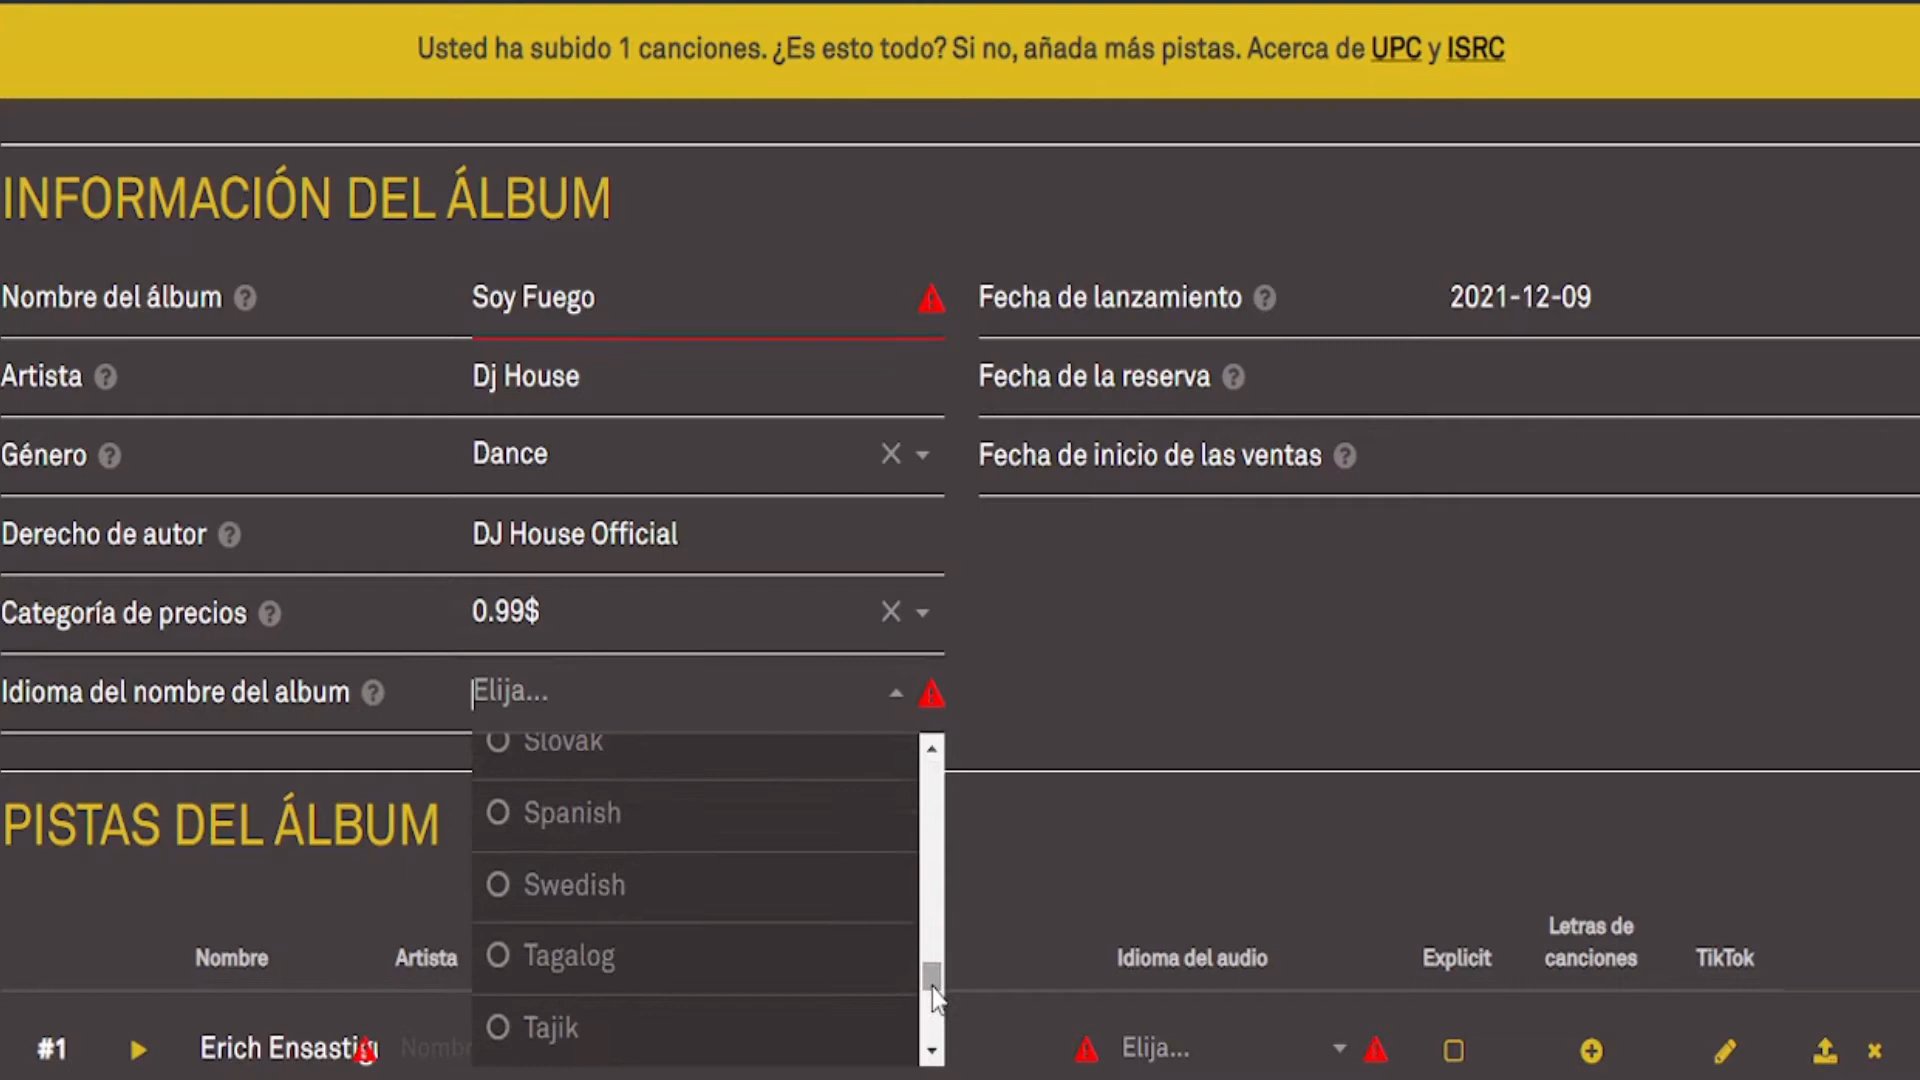 Usted ha subido 1 canciones. ¿Es esto todo? Si no, añada más pistas. Acerca de UPC y ISRC
INFORMACIÓN DEL ÁLBUM
Nombre del álbum ? Soy Fuego
Fecha de lanzamiento ? 2021-12-09
Artista ? Dj House
Fecha de la reserva ?
Género ? Dance
Fecha de inicio de las ventas ?
Derecho de autor ? DJ House Official
Categoría de precios ? 0.99$
Idioma del nombre del album ? Elija...
Slovak
Spanish
Swedish
Tagalog
Tajik
PISTAS DEL ÁLBUM
Nombre Artista Idioma del audio Explicit Letras de canciones TikTok
#1 Erich Elija...